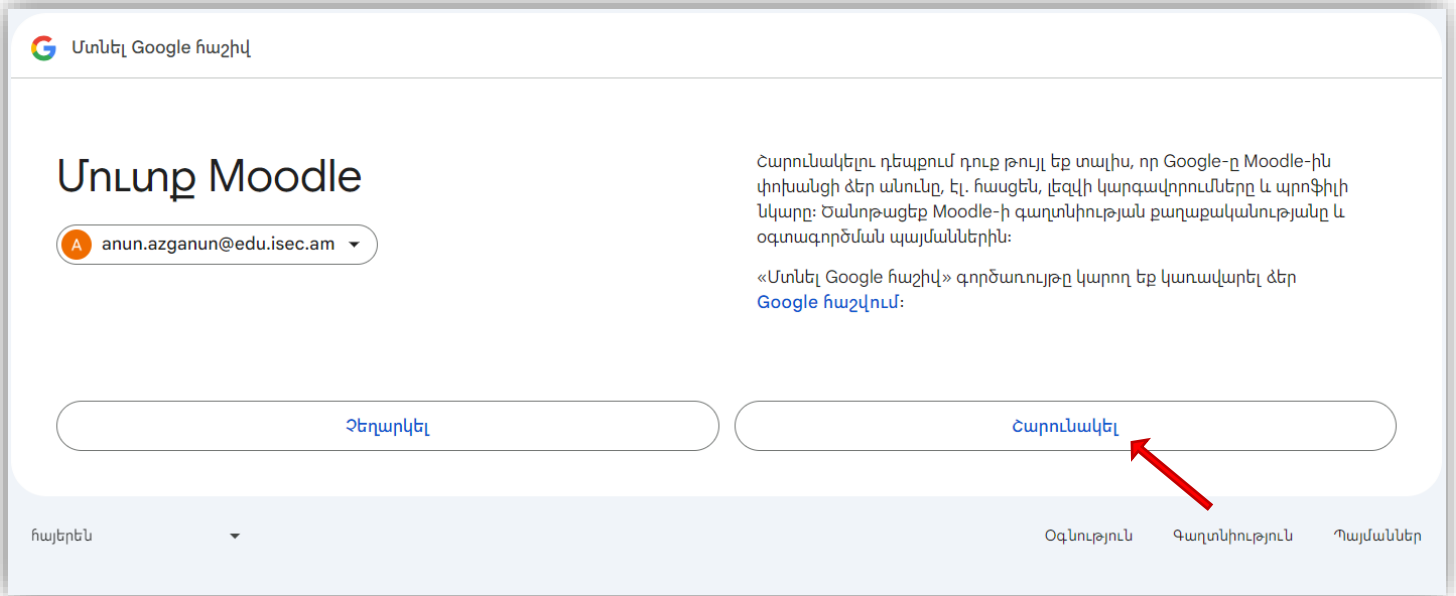 Մտնել Google հաշիվ
Մուտք Moodle
A anun.azganun@edu.isec.am
Շարունակելու դեպքում դուք թույլ եք տալիս, որ Google-ը Moodle-ին
փոխանցի ձեր անունը, էլ. հասցեն, լեզվի կարգավորումները և պրոֆիլի
նկարը։ Ծանոթացեք Moodle-ի գաղտնիության քաղաքականությանը և
օգտագործման պայմաններին։
«Մտնել Google հաշիվ» գործառույթը կարող եք կառավարել ձեր
Google հաշվում։
Չեղարկել
Շարունակել
հայերեն
Օգնություն
Գաղտնիություն
Պայմաններ